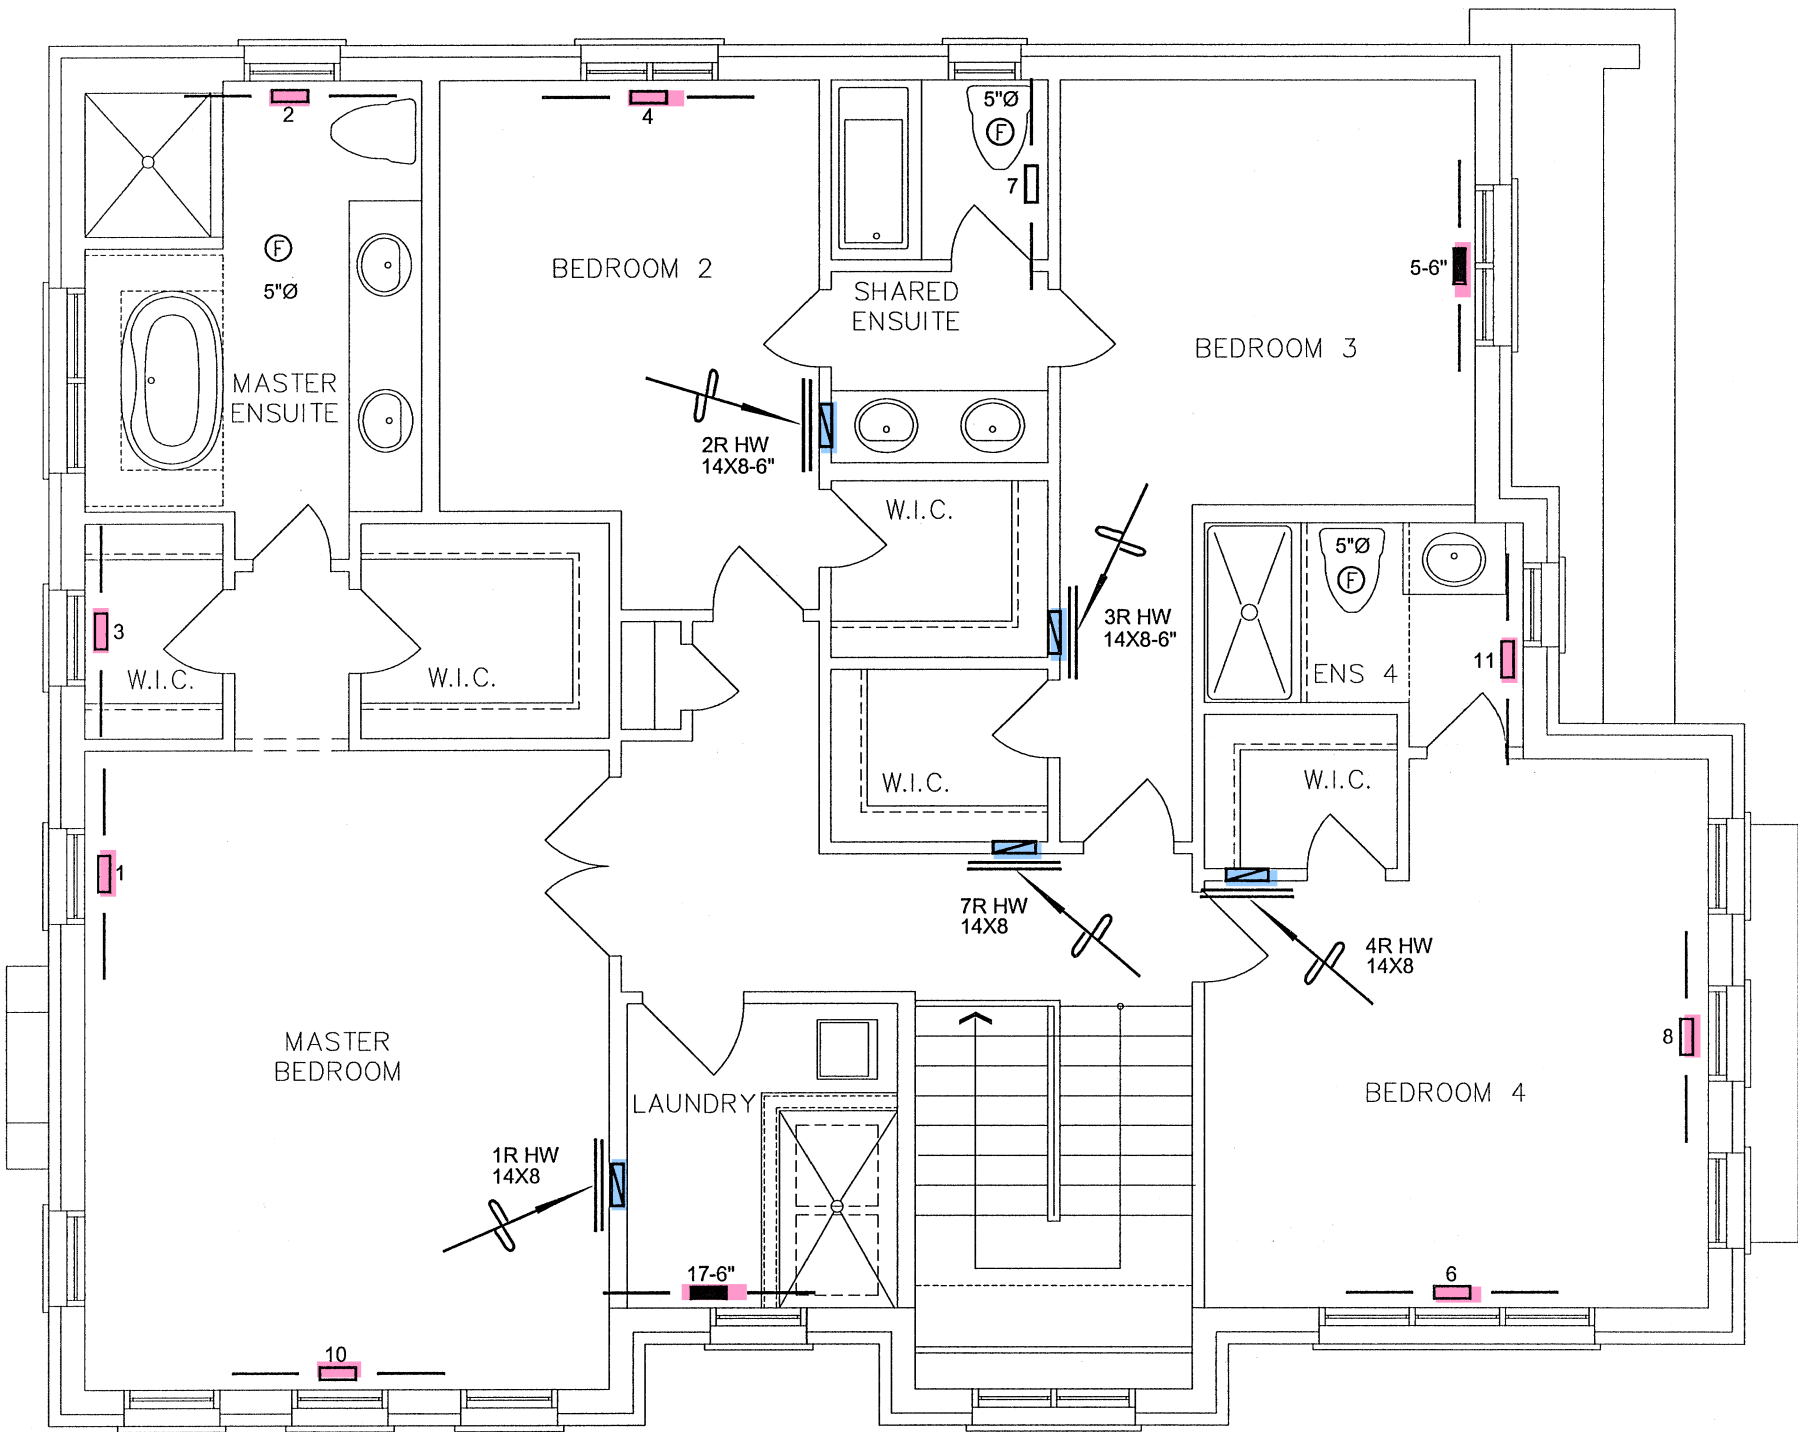 2
4
5"Ø
F
7
F
5"Ø
BEDROOM 2
5-6"
SHARED
ENSUITE
BEDROOM 3
MASTER
ENSUITE
2R HW
14X8-6"
W.I.C.
5"Ø
F
3
3R HW
14X8-6"
11
W.I.C.
W.I.C.
ENS 4
W.I.C.
W.I.C.
1
7R HW
14X8
4R HW
14X8
MASTER
BEDROOM
8
LAUNDRY
BEDROOM 4
1R HW
14X8
17-6"
6
10